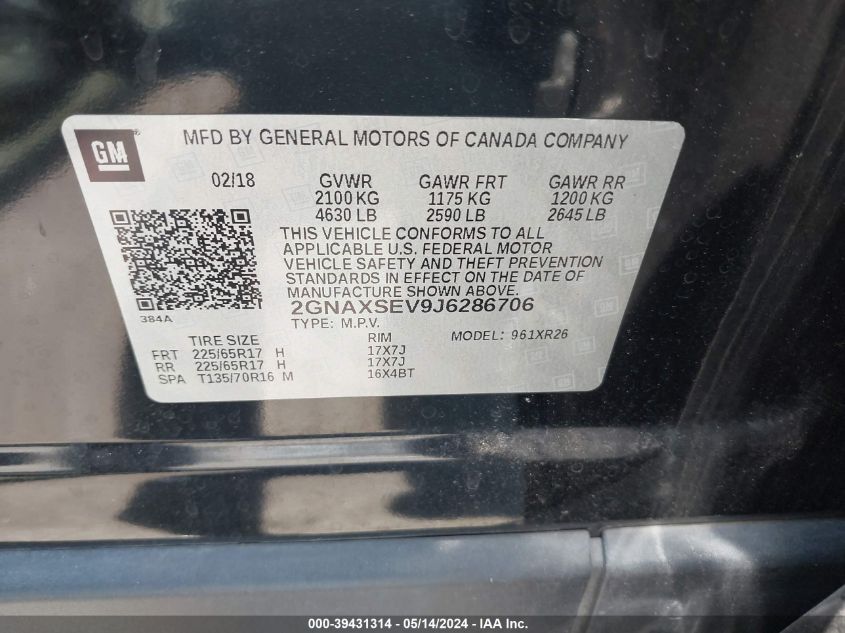 GM®
MFD BY GENERAL MOTORS OF CANADA COMPANY
02/18 GVWR GAWR FRT GAWR RR
2100 KG 1175 KG 1200 KG
4630 LB 2590 LB 2645 LB
THIS VEHICLE CONFORMS TO ALL
APPLICABLE U.S. FEDERAL MOTOR
VEHICLE SAFETY AND THEFT PREVENTION
STANDARDS IN EFFECT ON THE DATE OF
MANUFACTURE SHOWN ABOVE.
2GNAXSEV9J6286706
384A
TYPE: M.P.V. MODEL: 961XR26
TIRE SIZE RIM
FRT 225/65R17 H 17X7J
RR 225/65R17 H 17X7J
SPA T135/70R16 M 16X4BT
000-39431314 - 05/14/2024 - IAA Inc.